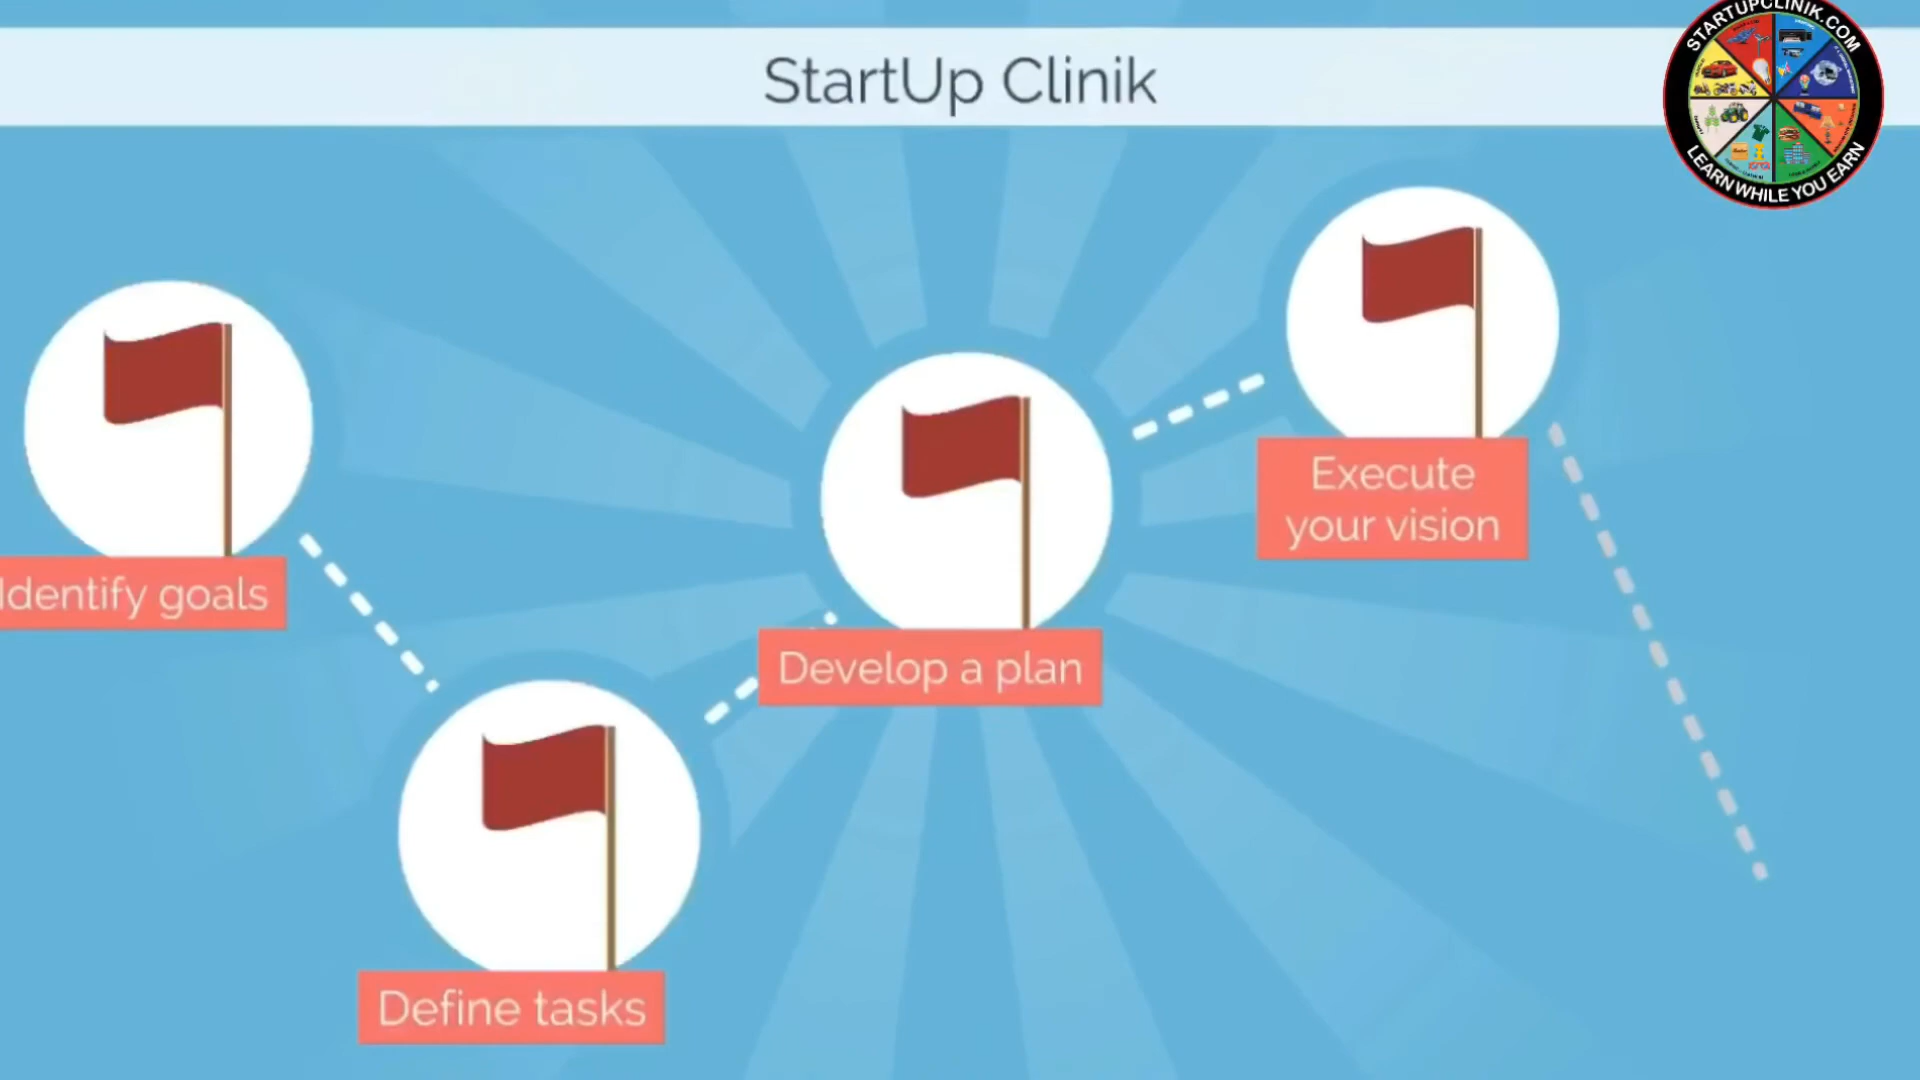 StartUp Clinik
STARTUPCLINIK.COM
LEARN WHILE YOU EARN
Identify goals
Define tasks
Develop a plan
Execute
your vision